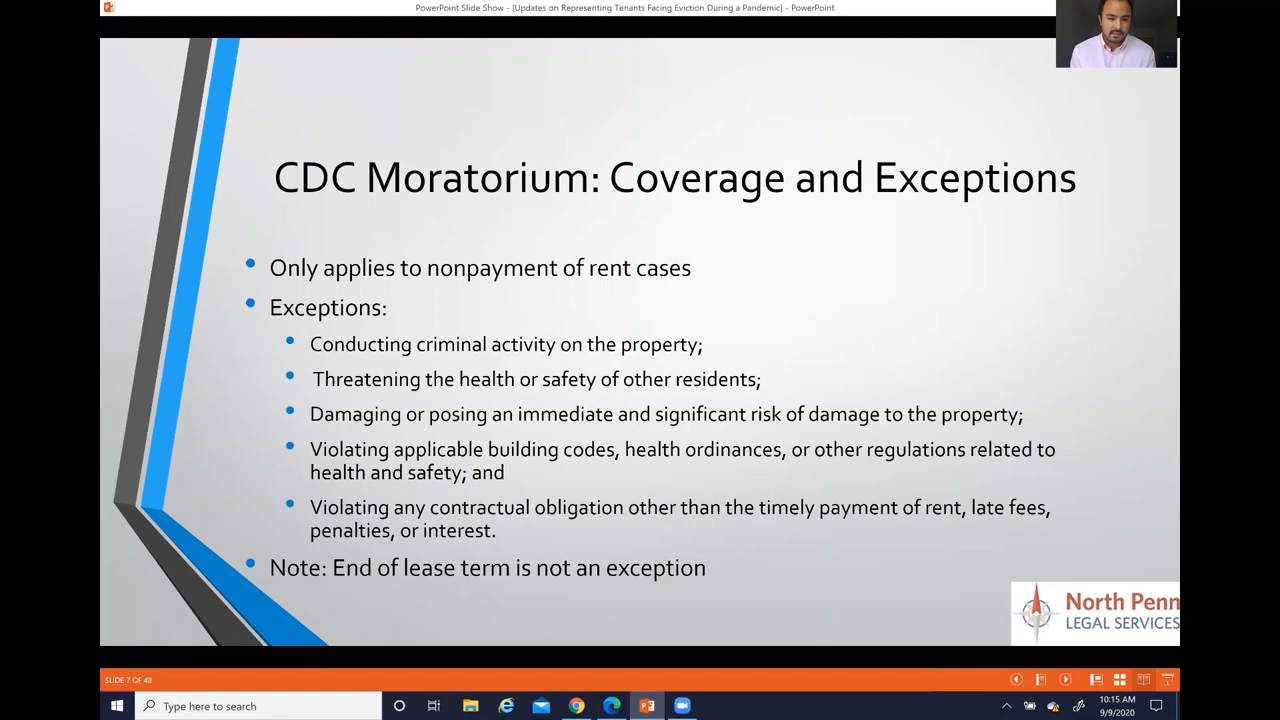 PowerPoint Slide Show - [Updates on Representing Tenants Facing Eviction During a Pandemic] - PowerPoint
CDC Moratorium: Coverage and Exceptions
Only applies to nonpayment of rent cases
Exceptions:
Conducting criminal activity on the property;
Threatening the health or safety of other residents;
Damaging or posing an immediate and significant risk of damage to the property;
Violating applicable building codes, health ordinances, or other regulations related to
health and safety; and
Violating any contractual obligation other than the timely payment of rent, late fees,
penalties, or interest.
Note: End of lease term is not an exception
North Penn
LEGAL SERVICES
SLIDE 7 OF 48
Type here to search
10:15 AM
9/9/2020